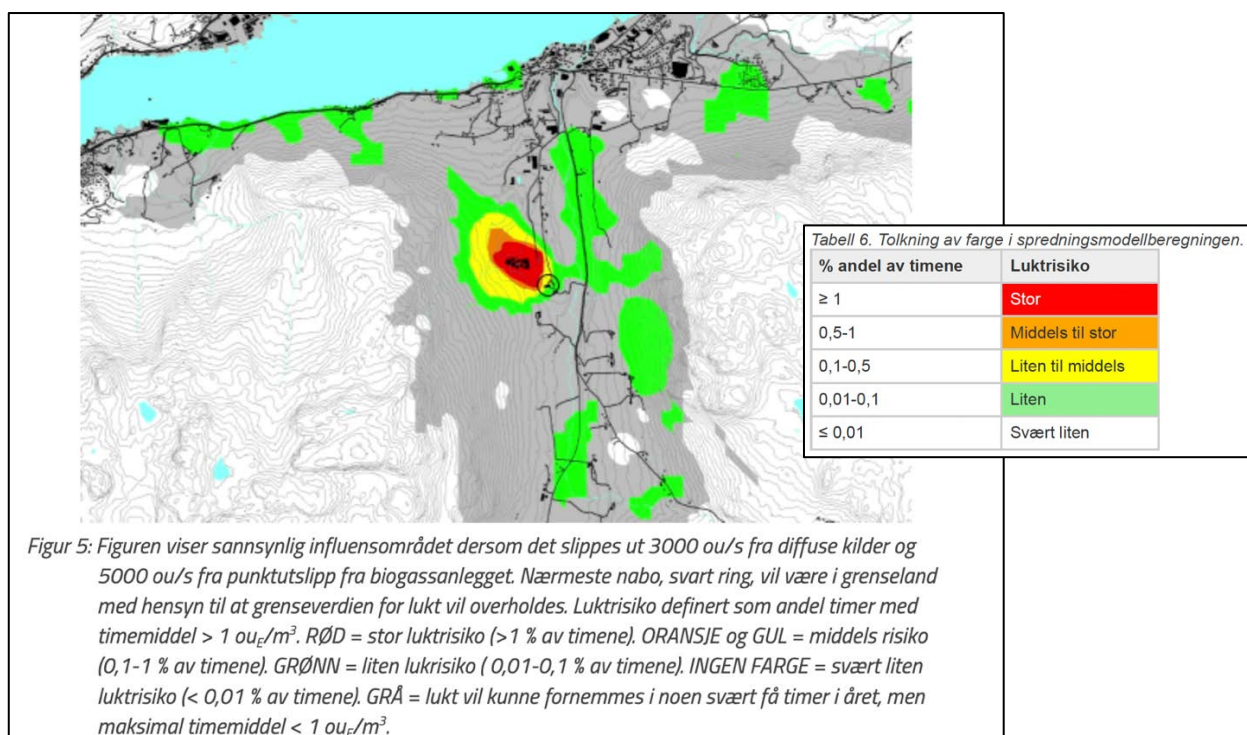 Tabell 6. Tolkning av farge i spredningsmodellberegningen.
% andel av timene Luktrisiko
≥ 1 Stor
0,5-1 Middels til stor
0,1-0,5 Liten til middels
0,01-0,1 Liten
≤ 0,01 Svært liten
Figur 5: Figuren viser sannsynlig influensområdet dersom det slippes ut 3000 ou/s fra diffuse kilder og
5000 ou/s fra punktutslipp fra biogassanlegget. Nærmeste nabo, svart ring, vil være i grenseland
med hensyn til at grenseverdien for lukt vil overholdes. Luktrisiko definert som andel timer med
timemiddel > 1 ouE/m³. RØD = stor luktrisiko (>1 % av timene). ORANSJE og GUL = middels risiko
(0,1-1 % av timene). GRØNN = liten lukrisiko ( 0,01-0,1 % av timene). INGEN FARGE = svært liten
luktrisiko (< 0,01 % av timene). GRÅ = lukt vil kunne fornemmes i noen svært få timer i året, men
maksimal timemiddel < 1 ouE/m³.